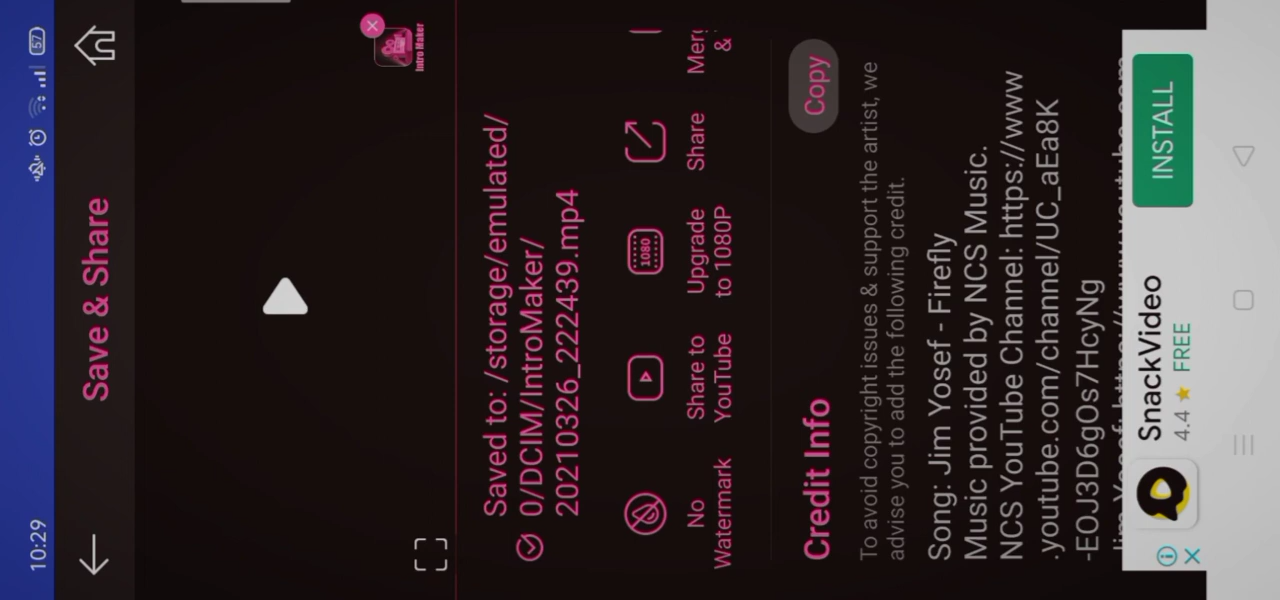 10:29
57
Save & Share
Intro Maker
Saved to: /storage/emulated/
0/DCIM/IntroMaker/
20210326_222439.mp4
No
Watermark
Share to
YouTube
1080
Upgrade
to 1080P
Share
Credit Info
Copy
To avoid copyright issues & support the artist, we
advise you to add the following credit.
Song: Jim Yosef - Firefly
Music provided by NCS Music.
NCS YouTube Channel: https://www
.youtube.com/channel/UC_aEa8K
-EOJ3D6gOs7HcyNg
SnackVideo
4.4 ★ FREE
INSTALL